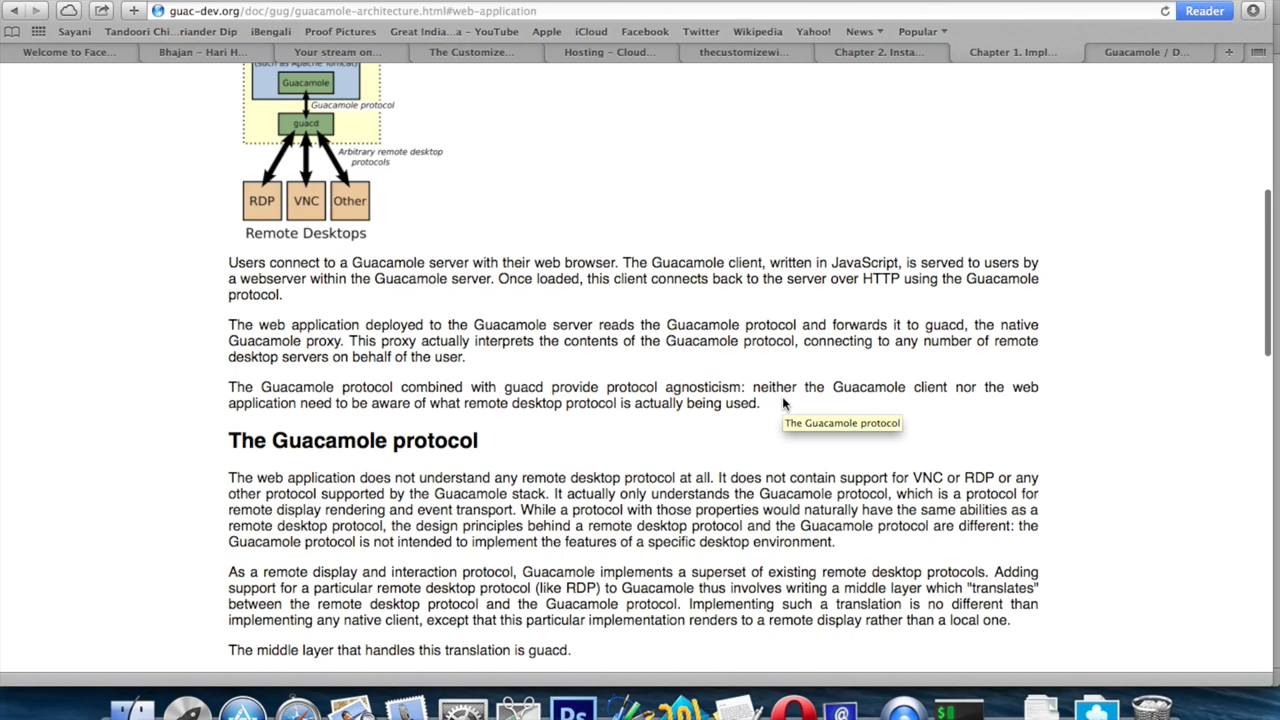 guac-dev.org/doc/gug/guacamole-architecture.html#web-application
Reader
Sayani
Tandoori Ch...riander Dip
iBengali
Proof Pictures
Great India...a – YouTube
Apple
iCloud
Facebook
Twitter
Wikipedia
Yahoo!
News
Popular
Welcome to Face...
Bhajan – Hari H...
Your stream on...
The Customize...
Hosting – Cloud...
thecustomizewi...
Chapter 2. Insta...
Chapter 1. Impl...
Guacamole / D...
(such as Apache Tomcat)
Guacamole
Guacamole protocol
guacd
Arbitrary remote desktop
protocols
RDP
VNC
Other
Remote Desktops
Users connect to a Guacamole server with their web browser. The Guacamole client, written in JavaScript, is served to users by
a webserver within the Guacamole server. Once loaded, this client connects back to the server over HTTP using the Guacamole
protocol.
The web application deployed to the Guacamole server reads the Guacamole protocol and forwards it to guacd, the native
Guacamole proxy. This proxy actually interprets the contents of the Guacamole protocol, connecting to any number of remote
desktop servers on behalf of the user.
The Guacamole protocol combined with guacd provide protocol agnosticism: neither the Guacamole client nor the web
application need to be aware of what remote desktop protocol is actually being used.
The Guacamole protocol
The Guacamole protocol
The web application does not understand any remote desktop protocol at all. It does not contain support for VNC or RDP or any
other protocol supported by the Guacamole stack. It actually only understands the Guacamole protocol, which is a protocol for
remote display rendering and event transport. While a protocol with those properties would naturally have the same abilities as a
remote desktop protocol, the design principles behind a remote desktop protocol and the Guacamole protocol are different: the
Guacamole protocol is not intended to implement the features of a specific desktop environment.
As a remote display and interaction protocol, Guacamole implements a superset of existing remote desktop protocols. Adding
support for a particular remote desktop protocol (like RDP) to Guacamole thus involves writing a middle layer which "translates"
between the remote desktop protocol and the Guacamole protocol. Implementing such a translation is no different than
implementing any native client, except that this particular implementation renders to a remote display rather than a local one.
The middle layer that handles this translation is guacd.
Ps